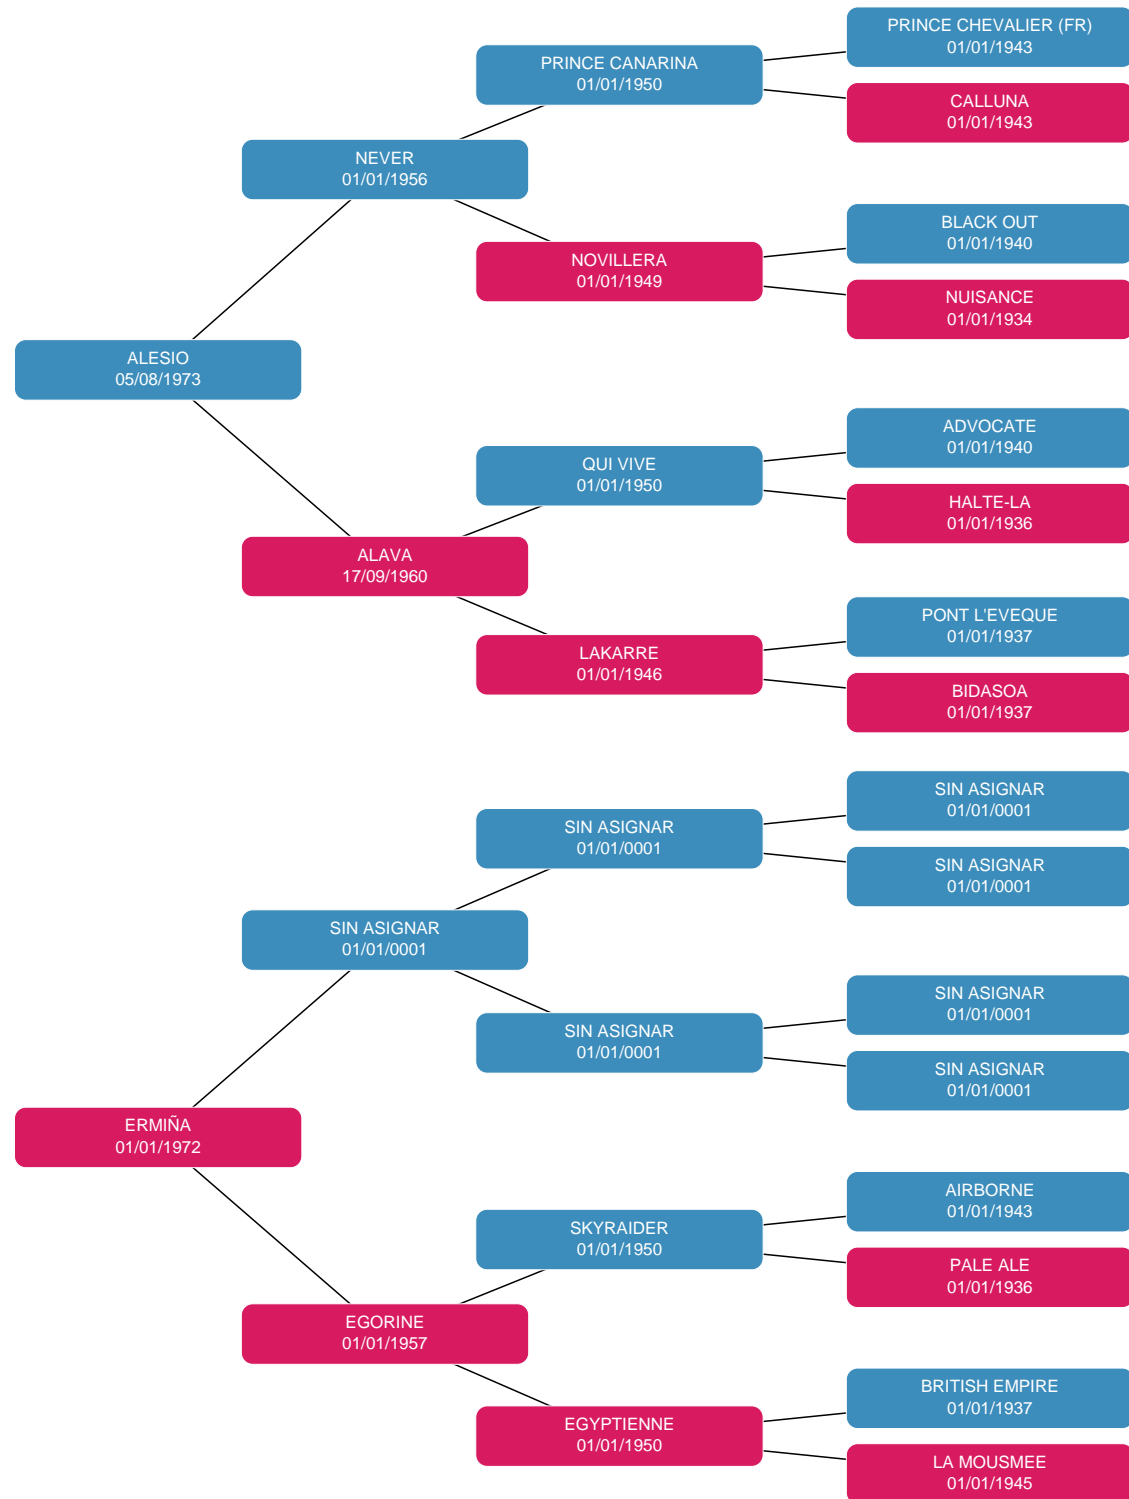 PRINCE CHEVALIER (FR)
01/01/1943
PRINCE CANARINA
01/01/1950
CALLUNA
01/01/1943
NEVER
01/01/1956
BLACK OUT
01/01/1940
NOVILLERA
01/01/1949
NUISANCE
01/01/1934
ALESIO
05/08/1973
ADVOCATE
01/01/1940
QUI VIVE
01/01/1950
HALTE-LA
01/01/1936
ALAVA
17/09/1960
PONT L'EVEQUE
01/01/1937
LAKARRE
01/01/1946
BIDASOA
01/01/1937
SIN ASIGNAR
01/01/0001
SIN ASIGNAR
01/01/0001
SIN ASIGNAR
01/01/0001
SIN ASIGNAR
01/01/0001
SIN ASIGNAR
01/01/0001
SIN ASIGNAR
01/01/0001
SIN ASIGNAR
01/01/0001
ERMIÑA
01/01/1972
AIRBORNE
01/01/1943
SKYRAIDER
01/01/1950
PALE ALE
01/01/1936
EGORINE
01/01/1957
BRITISH EMPIRE
01/01/1937
EGYPTIENNE
01/01/1950
LA MOUSMEE
01/01/1945